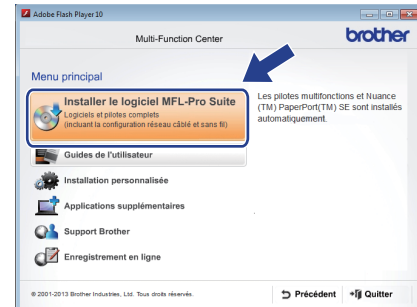 Adobe Flash Player 10
Multi-Function Center
brother
Menu principal
Installer le logiciel MFL-Pro Suite
Logiciels et pilotes complets
(incluant la configuration réseau câblé et sans fil)
Les pilotes multifonctions et Nuance
(TM) PaperPort(TM) SE sont installés
automatiquement.
Guides de l'utilisateur
Installation personnalisée
Applications supplémentaires
Support Brother
Enregistrement en ligne
© 2001-2013 Brother Industries, Ltd. Tous droits réservés.
Précédent
Quitter